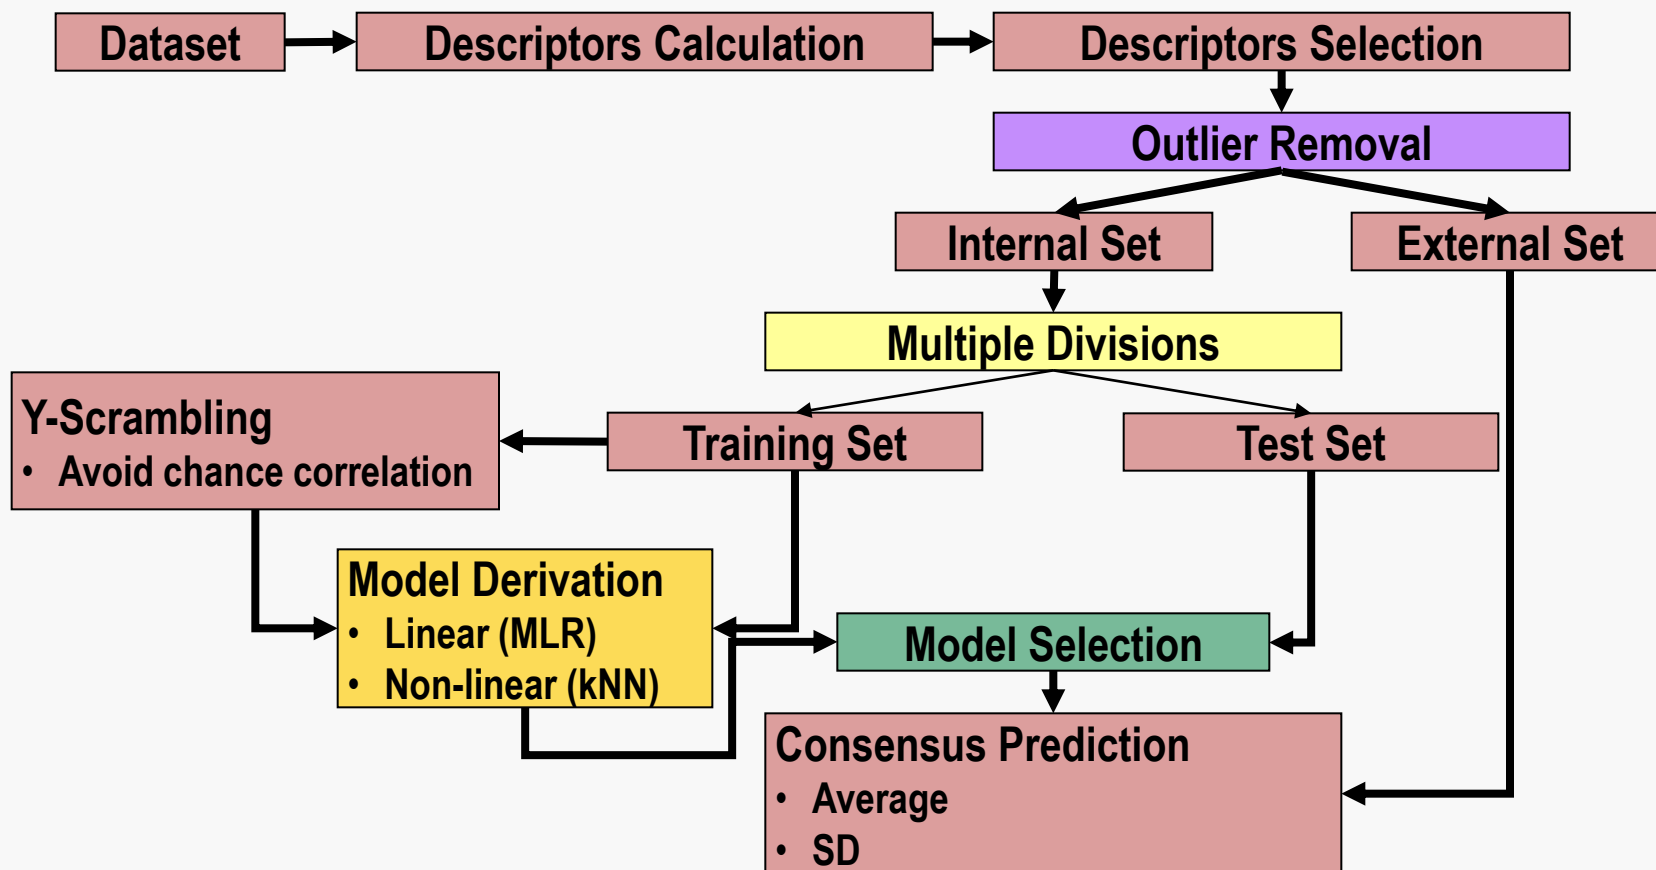 Dataset
Descriptors Calculation
Descriptors Selection
Outlier Removal
Internal Set
External Set
Multiple Divisions
Y-Scrambling
• Avoid chance correlation
Training Set
Test Set
Model Derivation
• Linear (MLR)
• Non-linear (kNN)
Model Selection
Consensus Prediction
• Average
• SD